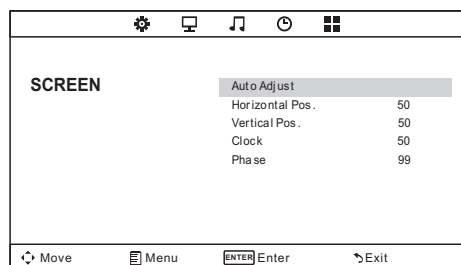 SCREEN
Auto Adjust
Horizontal Pos. 50
Vertical Pos. 50
Clock 50
Phase 99
Move Menu ENTER Enter Exit